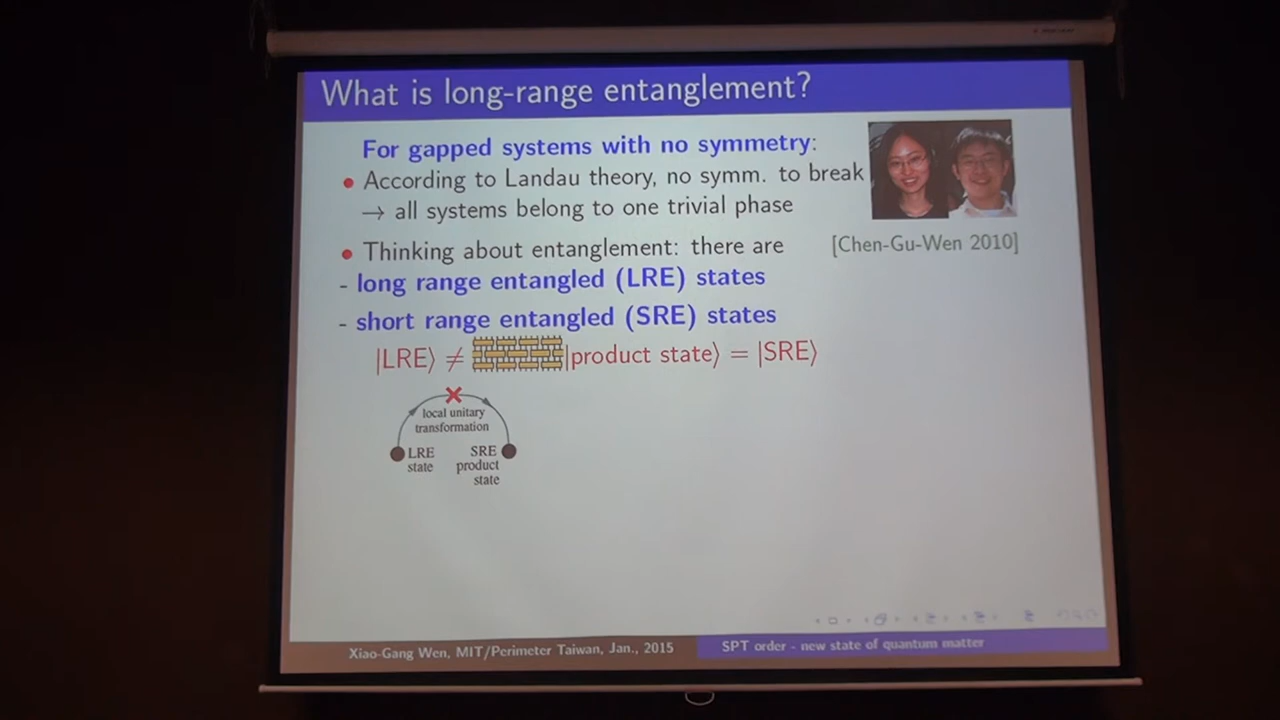 What is long-range entanglement?
For gapped systems with no symmetry:
• According to Landau theory, no symm. to break
→ all systems belong to one trivial phase
• Thinking about entanglement: there are
[Chen-Gu-Wen 2010]
- long range entangled (LRE) states
- short range entangled (SRE) states
|LRE⟩ ≠ |product state⟩ = |SRE⟩
local unitary
transformation
LRE
state
SRE
product
state
Xiao-Gang Wen, MIT/Perimeter Taiwan, Jan., 2015
SPT order - new state of quantum matter